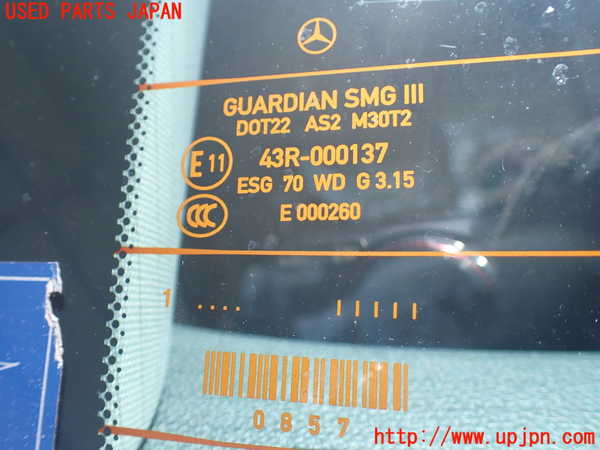 USED PARTS JAPAN
GUARDIAN SMG III
DOT22 AS2 M30T2
E 11 43R-000137
ESG 70 WD G 3.15
CCC E 000260
1 .... | | | | |
0857
http://www.upjpn.com